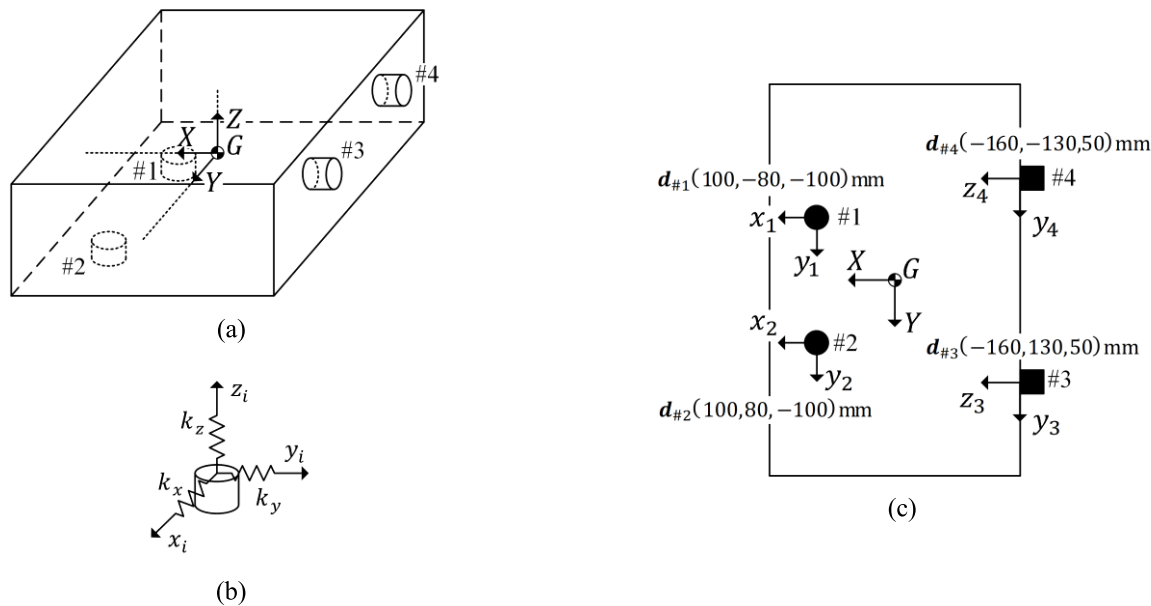 #4
Z
X
G
#3
#1
Y
#2
(a)
z_i
k_z
y_i
k_x
k_y
x_i
(b)
d_{#4}(−160,−130,50)mm
z_4
#4
d_{#1}(100,−80,−100)mm
y_4
x_1
#1
y_1
X
G
x_2
Y
#2
d_{#3}(−160,130,50)mm
y_2
z_3
#3
d_{#2}(100,80,−100)mm
y_3
(c)